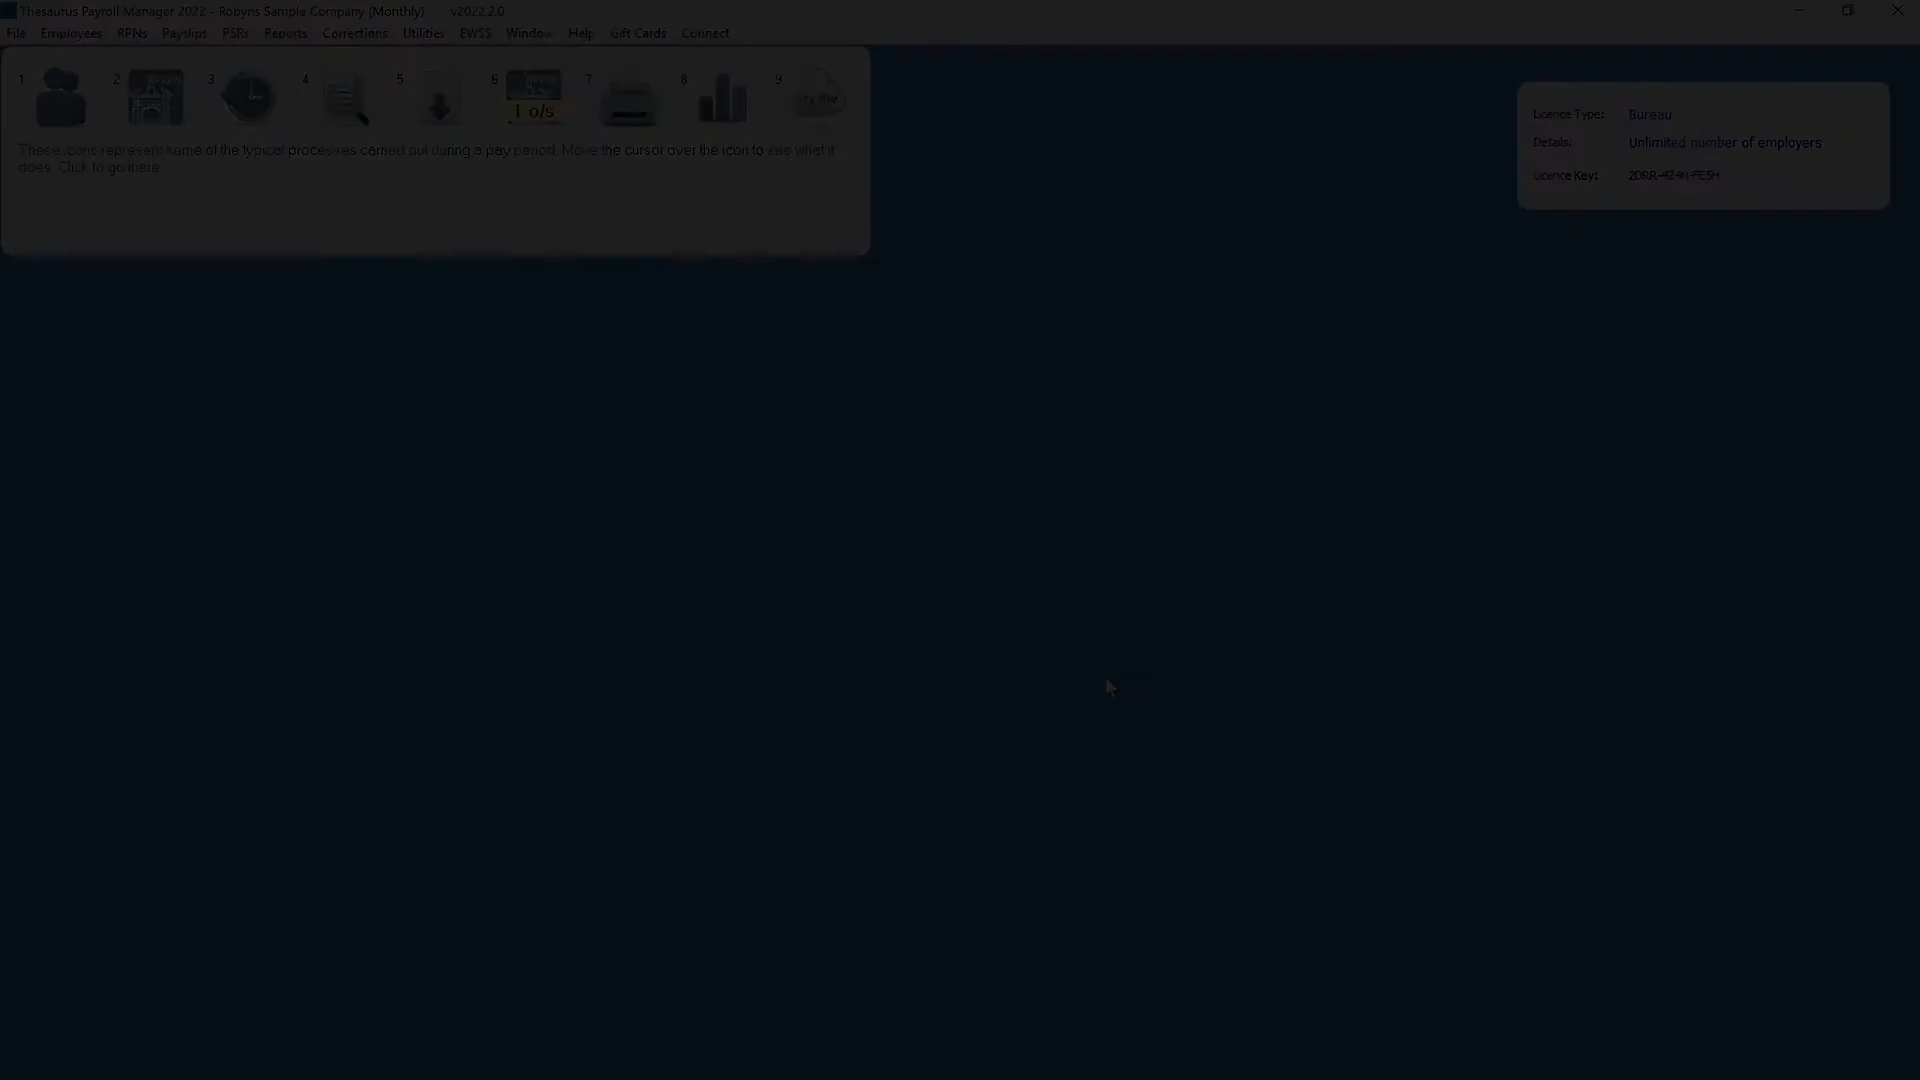 Thesaurus Payroll Manager 2022 - Robyns Sample Company (Monthly) v2022.2.0
File Employees RPNs Payslips PSRs Reports Corrections Utilities EWSS Window Help Gift Cards Connect
1 2 3 4 5 6 7 8 9
1 o/s
Try me
These icons represent some of the typical processes carried out during a pay period. Move the cursor over the icon to see what it
does. Click to go there.
Licence Type: Bureau
Details: Unlimited number of employers
Licence Key: